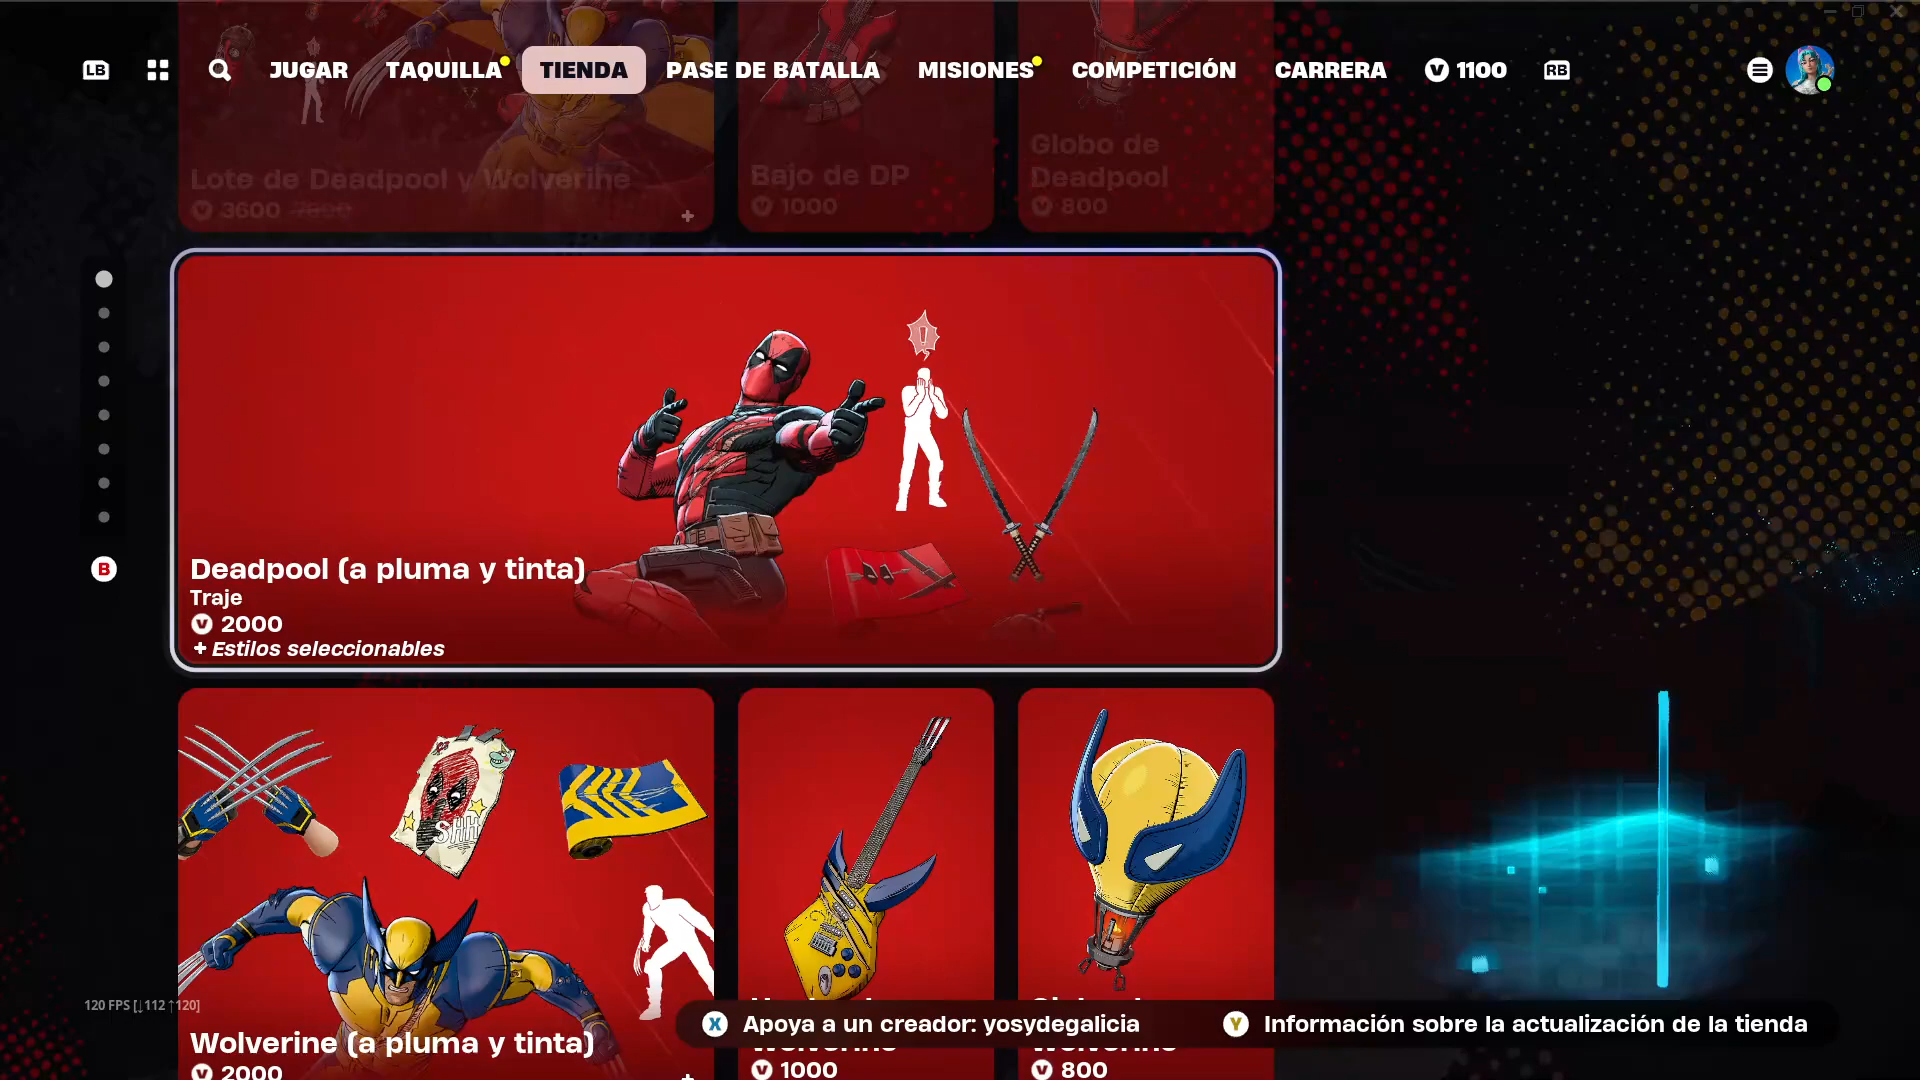 LB
JUGAR
TAQUILLA
TIENDA
PASE DE BATALLA
MISIONES
COMPETICIÓN
CARRERA
1100
RB
Lote de Deadpool y Wolverine
3600
Bajo de DP
1000
Globo de
Deadpool
800
!
Deadpool (a pluma y tinta)
Traje
2000
+ Estilos seleccionables
B
SHH
Wolverine (a pluma y tinta)
2000
1000
800
120 FPS [↓112 ↑120]
X Apoya a un creador: yosydegalicia
Y Información sobre la actualización de la tienda